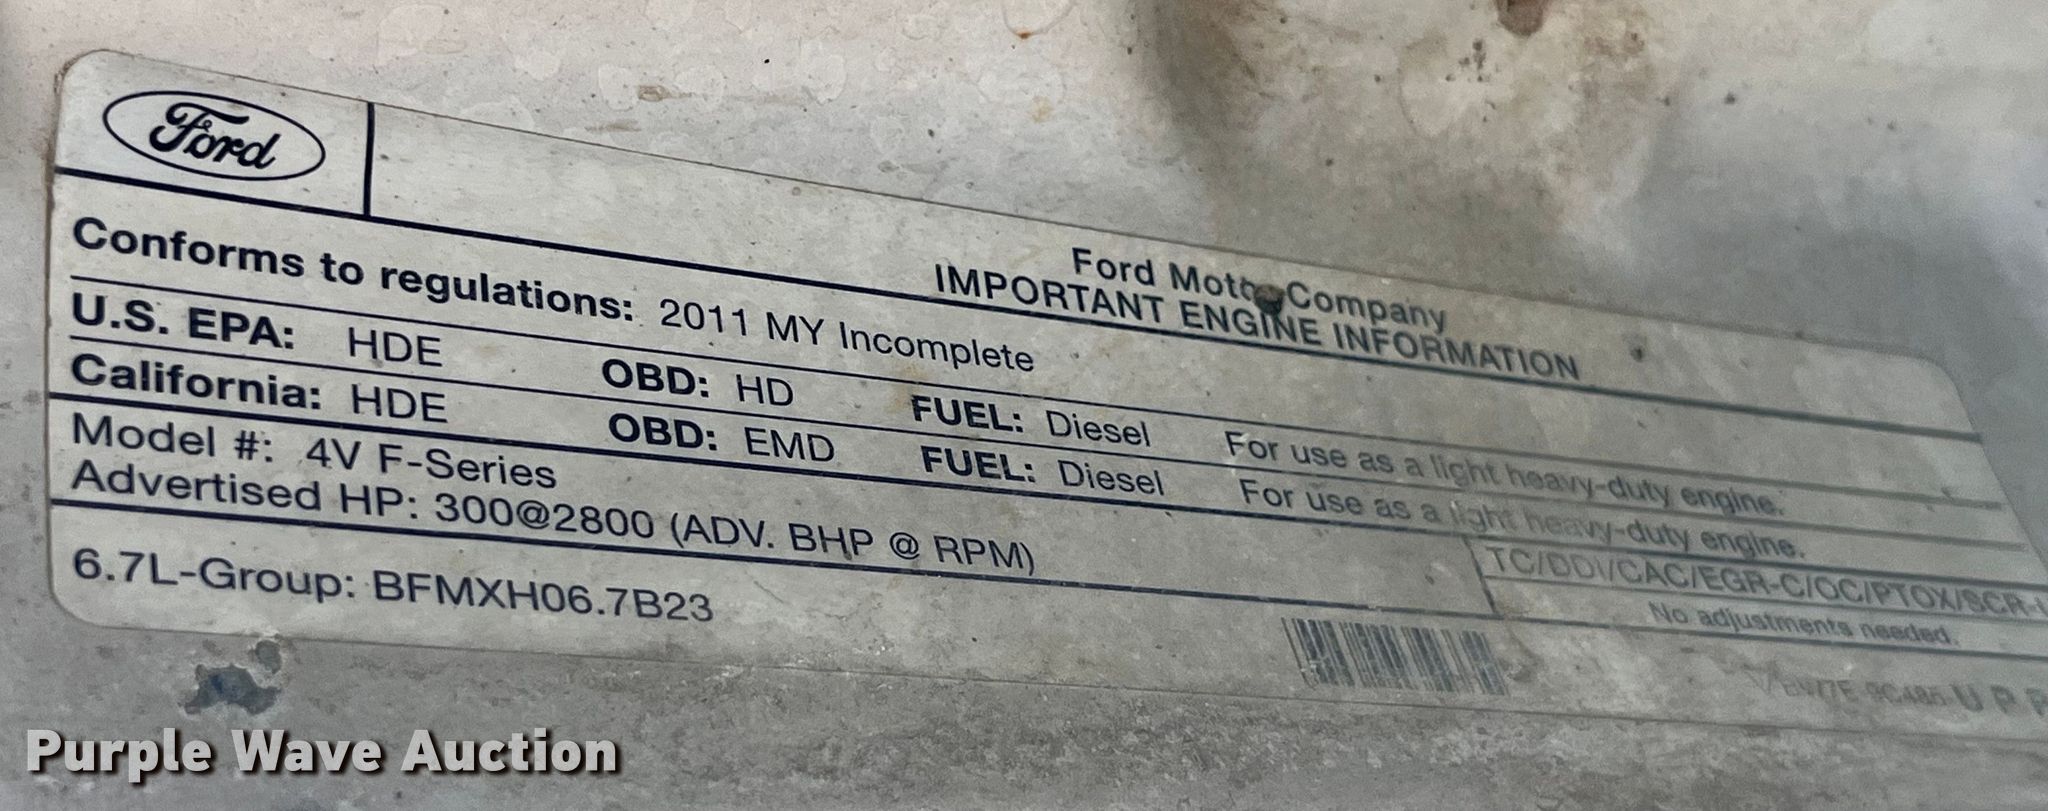 Ford
Ford Motor Company
IMPORTANT ENGINE INFORMATION
Conforms to regulations: 2011 MY Incomplete
U.S. EPA: HDE OBD: HD FUEL: Diesel For use as a light heavy-duty engine.
California: HDE OBD: EMD FUEL: Diesel For use as a light heavy-duty engine.
Model #: 4V F-Series
Advertised HP: 300@2800 (ADV. BHP @ RPM)
TC/DDI/CAC/EGR-C/OC/PTOX/SCR-
No adjustments needed.
6.7L-Group: BFMXH06.7B23
Purple Wave Auction